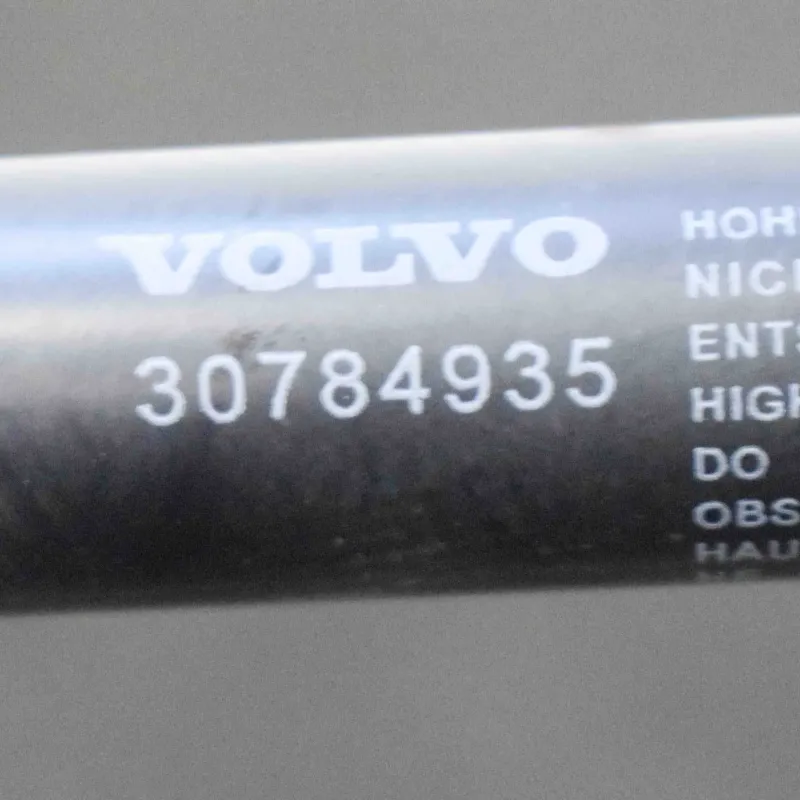 VOLVO
30784935
HOH
NIC
ENTS
HIGH
DO
OBS
HAU